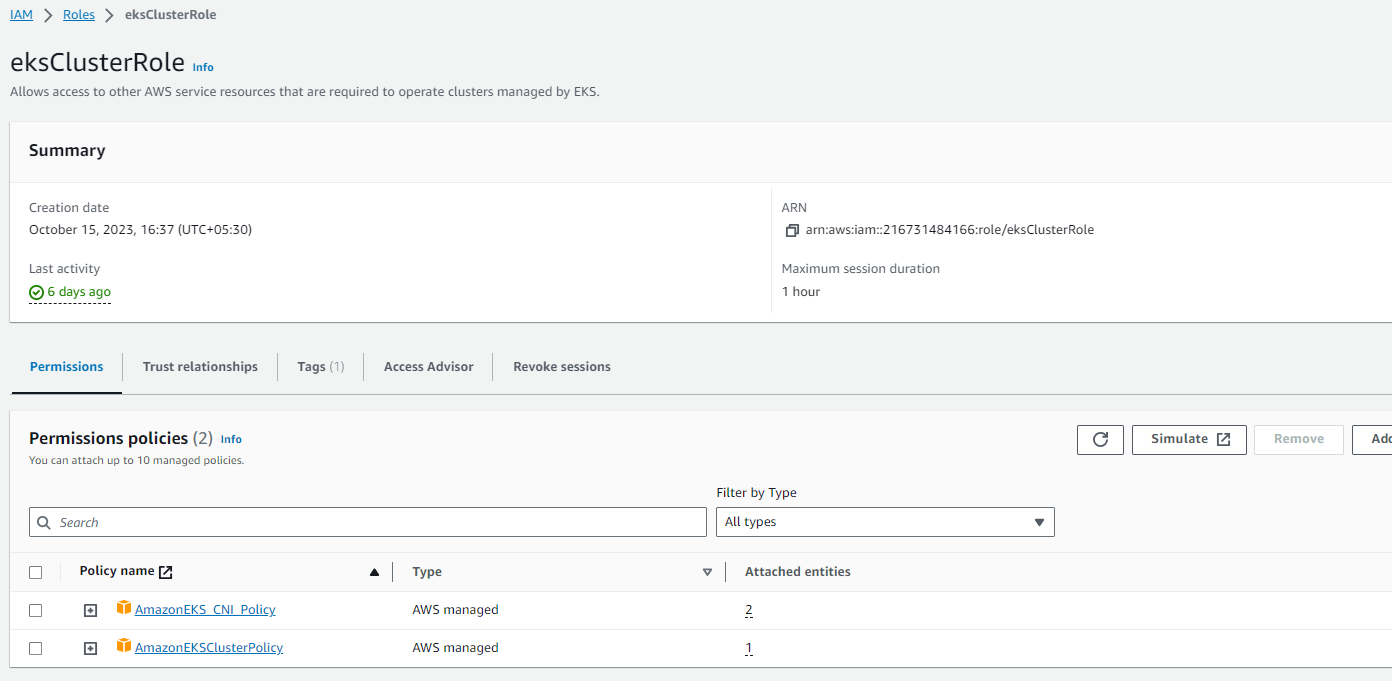 IAM > Roles > eksClusterRole
eksClusterRole Info
Allows access to other AWS service resources that are required to operate clusters managed by EKS.
Summary
Creation date
October 15, 2023, 16:37 (UTC+05:30)
ARN
arn:aws:iam::216731484166:role/eksClusterRole
Last activity
6 days ago
Maximum session duration
1 hour
Permissions Trust relationships Tags (1) Access Advisor Revoke sessions
Permissions policies (2) Info
You can attach up to 10 managed policies.
Simulate Remove Add
Filter by Type
Search All types
Policy name Type Attached entities
AmazonEKS_CNI_Policy AWS managed 2
AmazonEKSClusterPolicy AWS managed 1